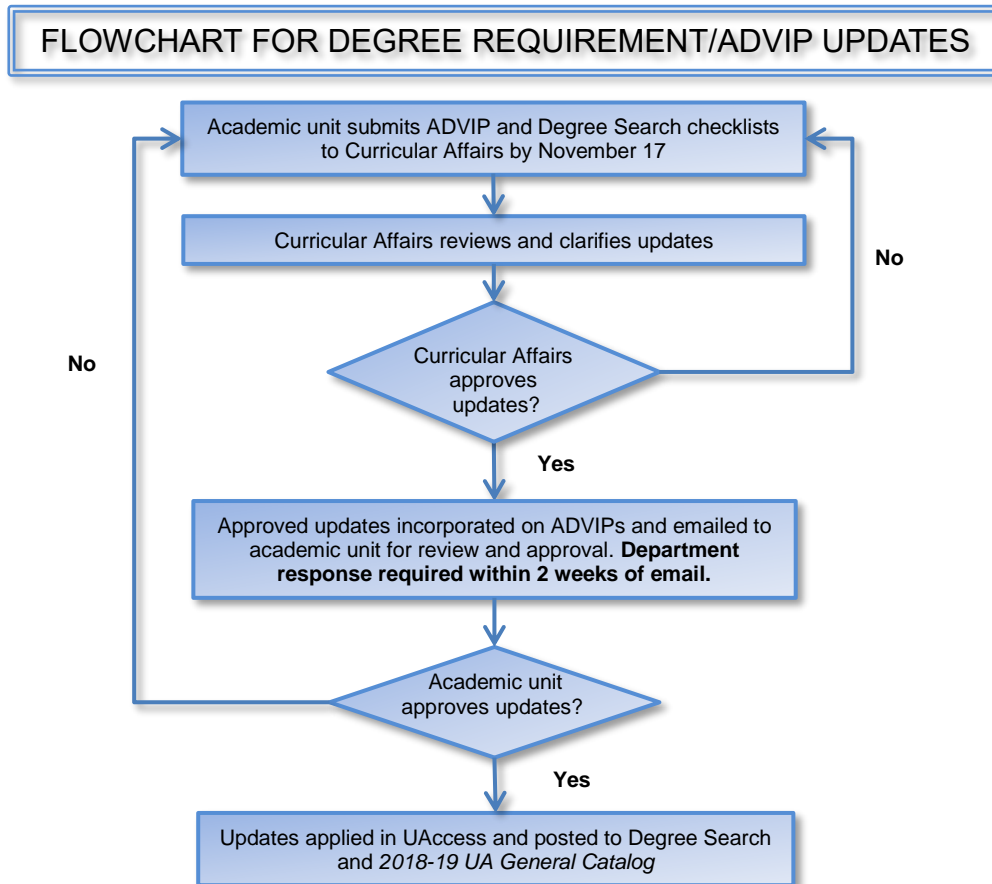 FLOWCHART FOR DEGREE REQUIREMENT/ADVIP UPDATES
Academic unit submits ADVIP and Degree Search checklists
to Curricular Affairs by November 17
Curricular Affairs reviews and clarifies updates
No
No
Curricular Affairs
approves
updates?
Yes
Approved updates incorporated on ADVIPs and emailed to
academic unit for review and approval. Department
response required within 2 weeks of email.
Academic unit
approves updates?
Yes
Updates applied in UAccess and posted to Degree Search
and 2018-19 UA General Catalog